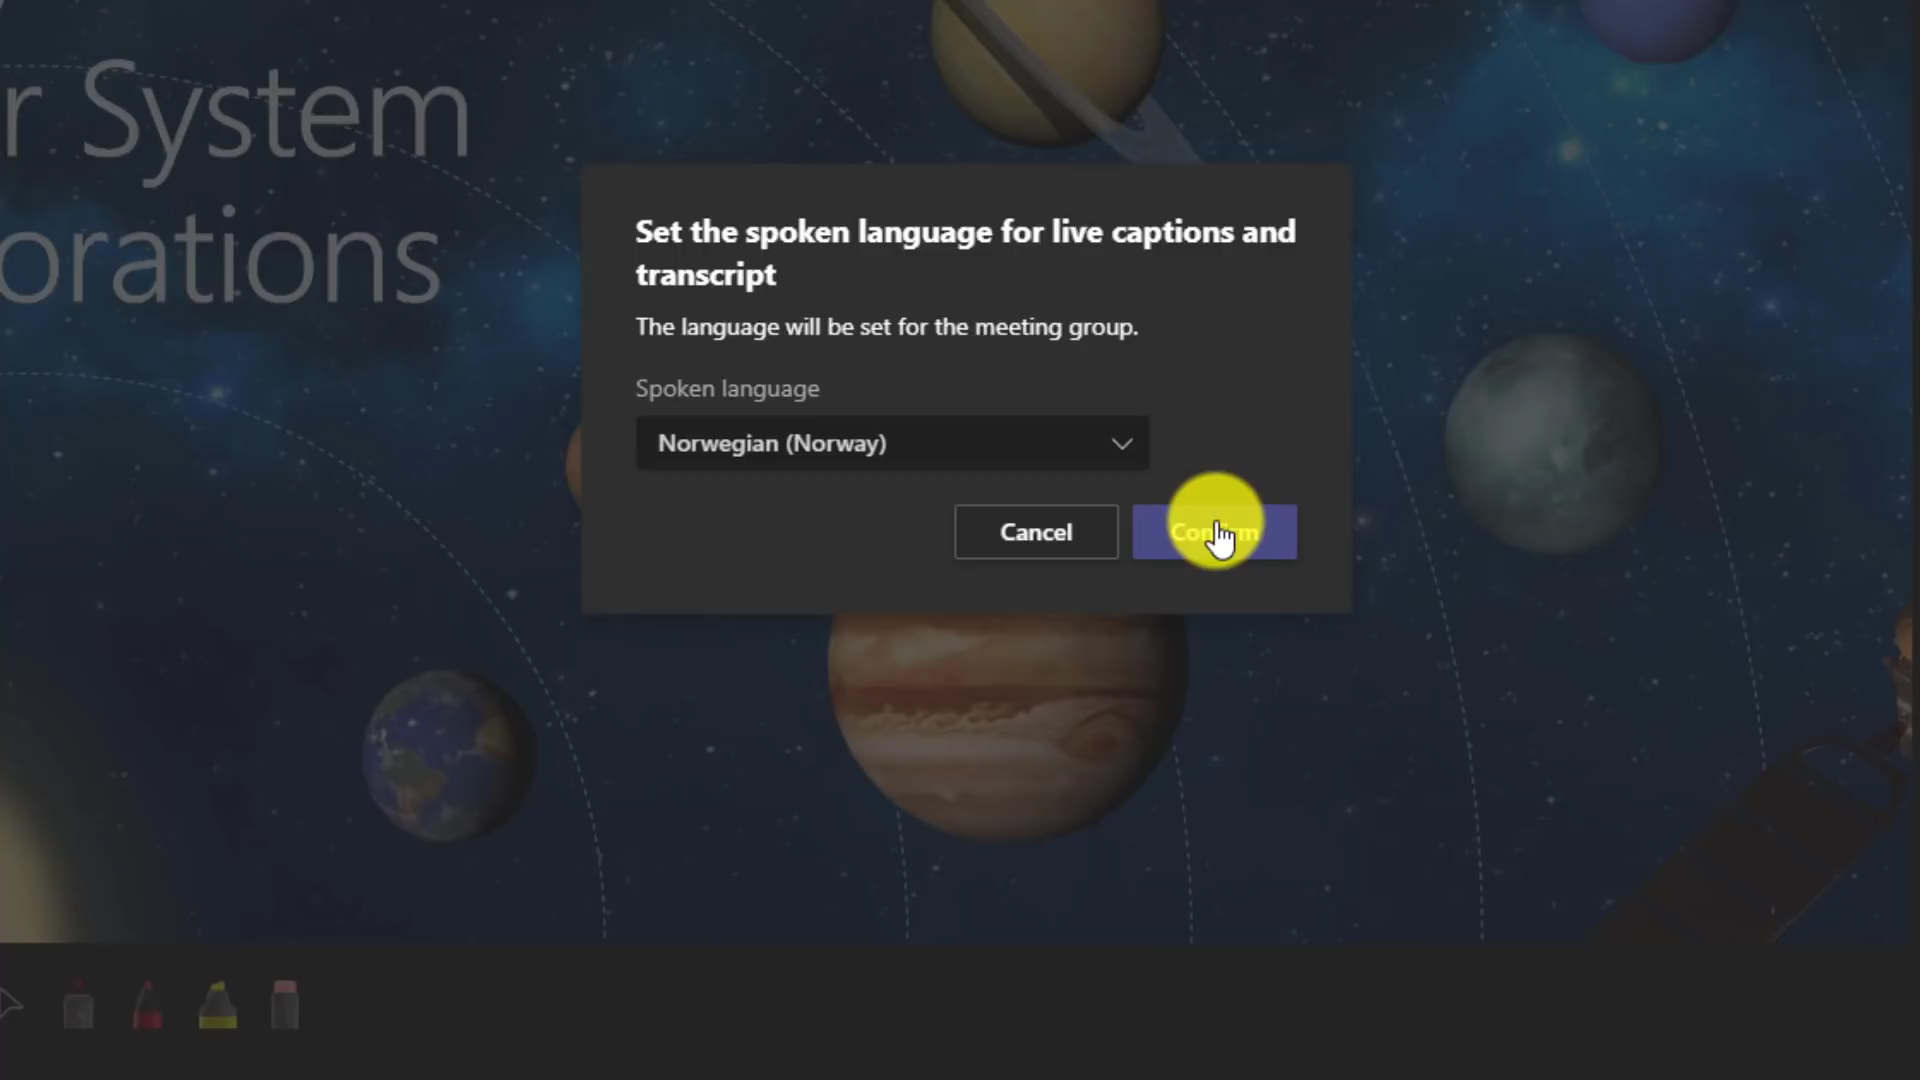 r System
orations
Set the spoken language for live captions and
transcript
The language will be set for the meeting group.
Spoken language
Norwegian (Norway)
Cancel
Confirm